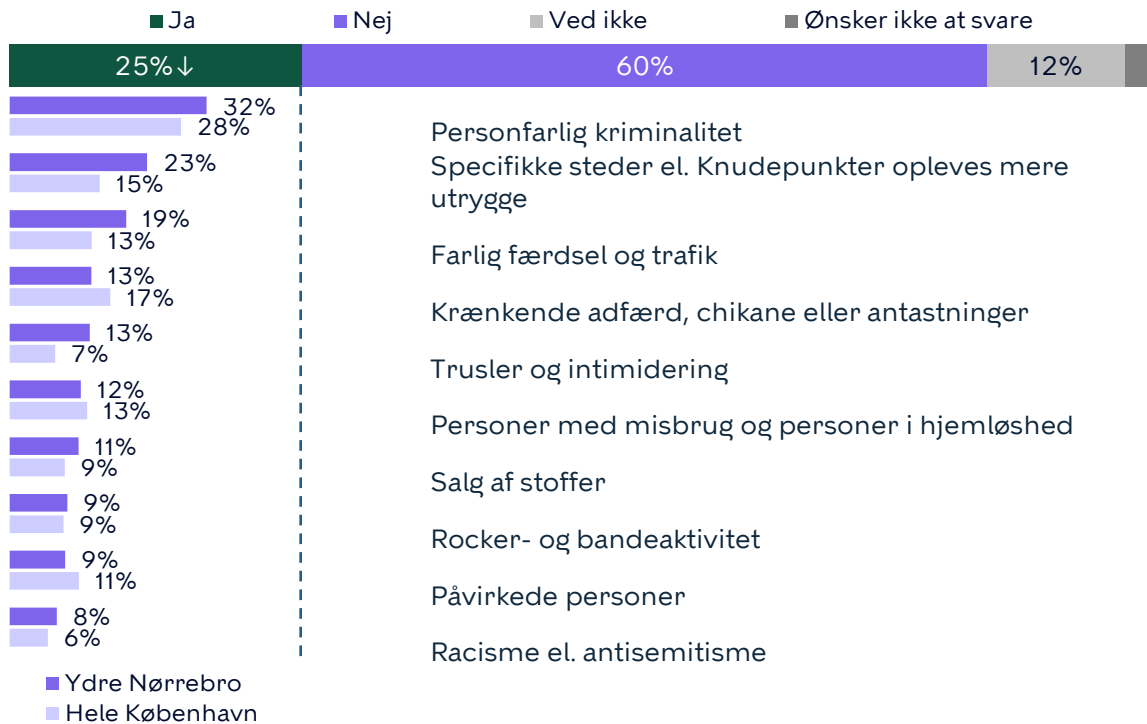 Ja Nej Ved ikke Ønsker ikke at svare
25%↓ 60% 12%
32%
28%
Personfarlig kriminalitet
23%
15%
Specifikke steder el. Knudepunkter opleves mere
utrygge
19%
13%
Farlig færdsel og trafik
13%
17%
Krænkende adfærd, chikane eller antastninger
13%
7%
Trusler og intimidering
12%
13%
Personer med misbrug og personer i hjemløshed
11%
9%
Salg af stoffer
9%
9%
Rocker- og bandeaktivitet
9%
11%
Påvirkede personer
8%
6%
Racisme el. antisemitisme
Ydre Nørrebro
Hele København